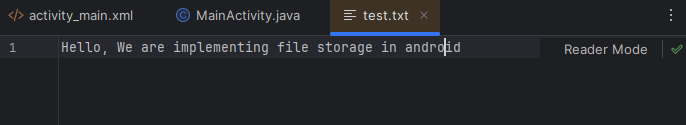 activity_main.xml MainActivity.java test.txt
1 Hello, We are implementing file storage in android Reader Mode